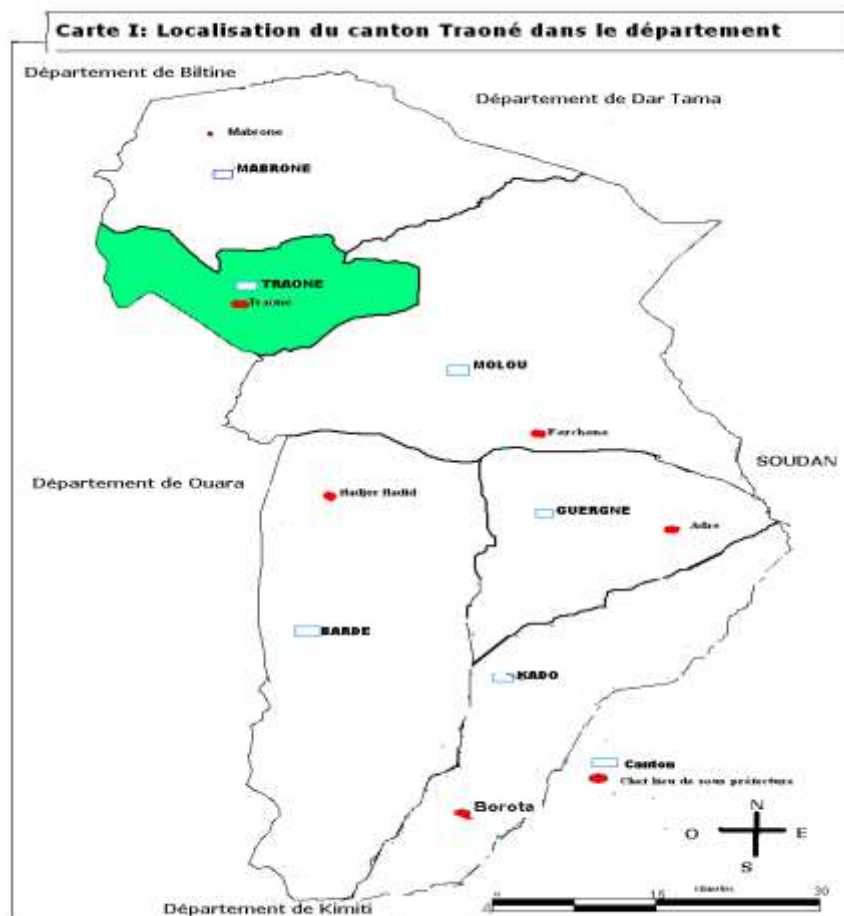 Carte I: Localisation du canton Traoné dans le département
Département de Biltine
Département de Dar Tama
Mabrone
MABRONE
TRAONE
Traoné
MOLOU
Farchana
SOUDAN
Département de Ouara
Hadjer Hadid
GUERGNE
Adre
BARDE
KADO
Canton
Chef lieu de sous préfecture
Borota
N
O E
S
15 30
Département de Kimiti